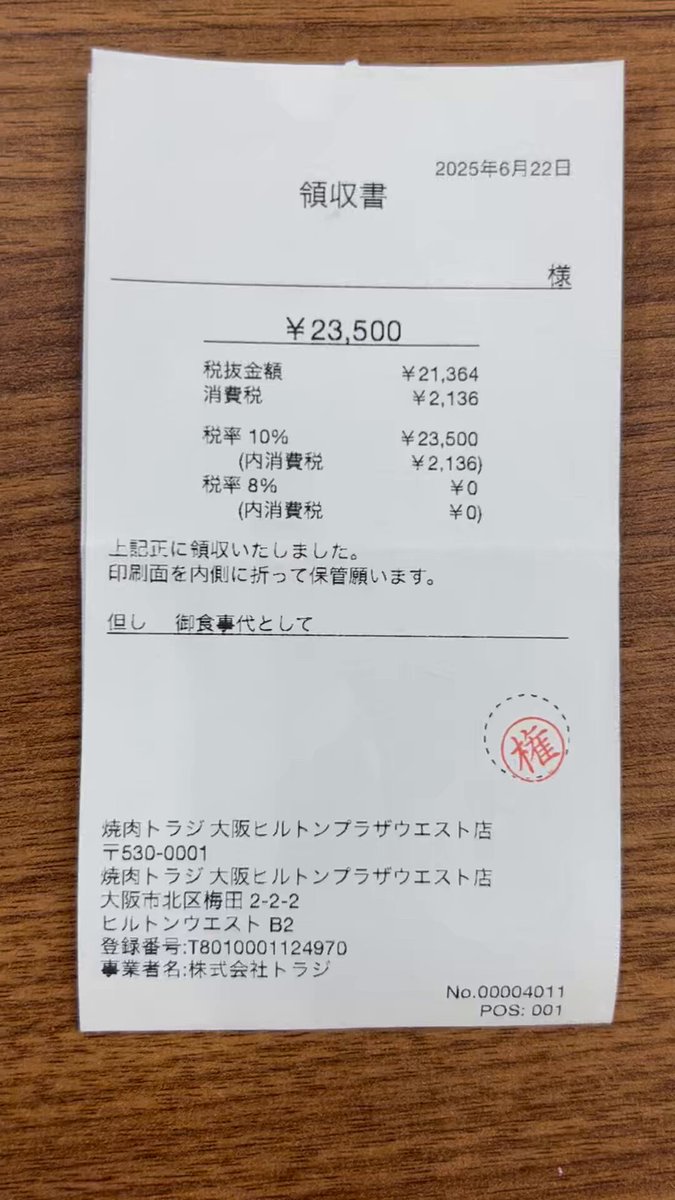 2025年6月22日
領収書
様
￥23,500
税抜金額 ￥21,364
消費税 ￥2,136
税率 10% ￥23,500
(内消費税 ￥2,136)
税率 8% ￥0
(内消費税 ￥0)
上記正に領収いたしました。
印刷面を内側に折って保管願います。
但し 御食事代として
権
焼肉トラジ 大阪ヒルトンプラザウエスト店
〒530-0001
焼肉トラジ 大阪ヒルトンプラザウエスト店
大阪市北区梅田 2-2-2
ヒルトンウエスト B2
登録番号:T8010001124970
事業者名:株式会社トラジ
No.00004011
POS: 001